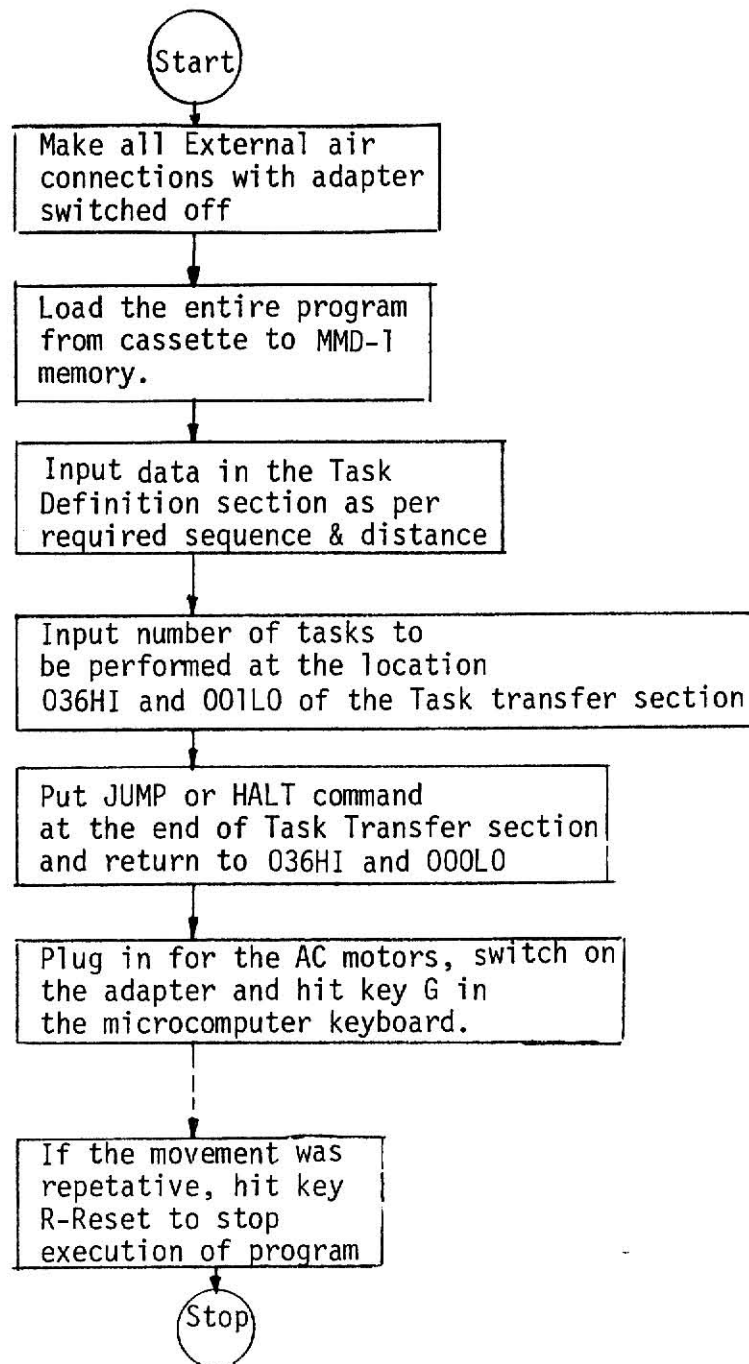 Start
Make all External air
connections with adapter
switched off
Load the entire program
from cassette to MMD-1
memory.
Input data in the Task
Definition section as per
required sequence & distance
Input number of tasks to
be performed at the location
036HI and 001LO of the Task transfer section
Put JUMP or HALT command
at the end of Task Transfer section
and return to 036HI and 000LO
Plug in for the AC motors, switch on
the adapter and hit key G in
the microcomputer keyboard.
If the movement was
repetative, hit key
R-Reset to stop
execution of program
Stop